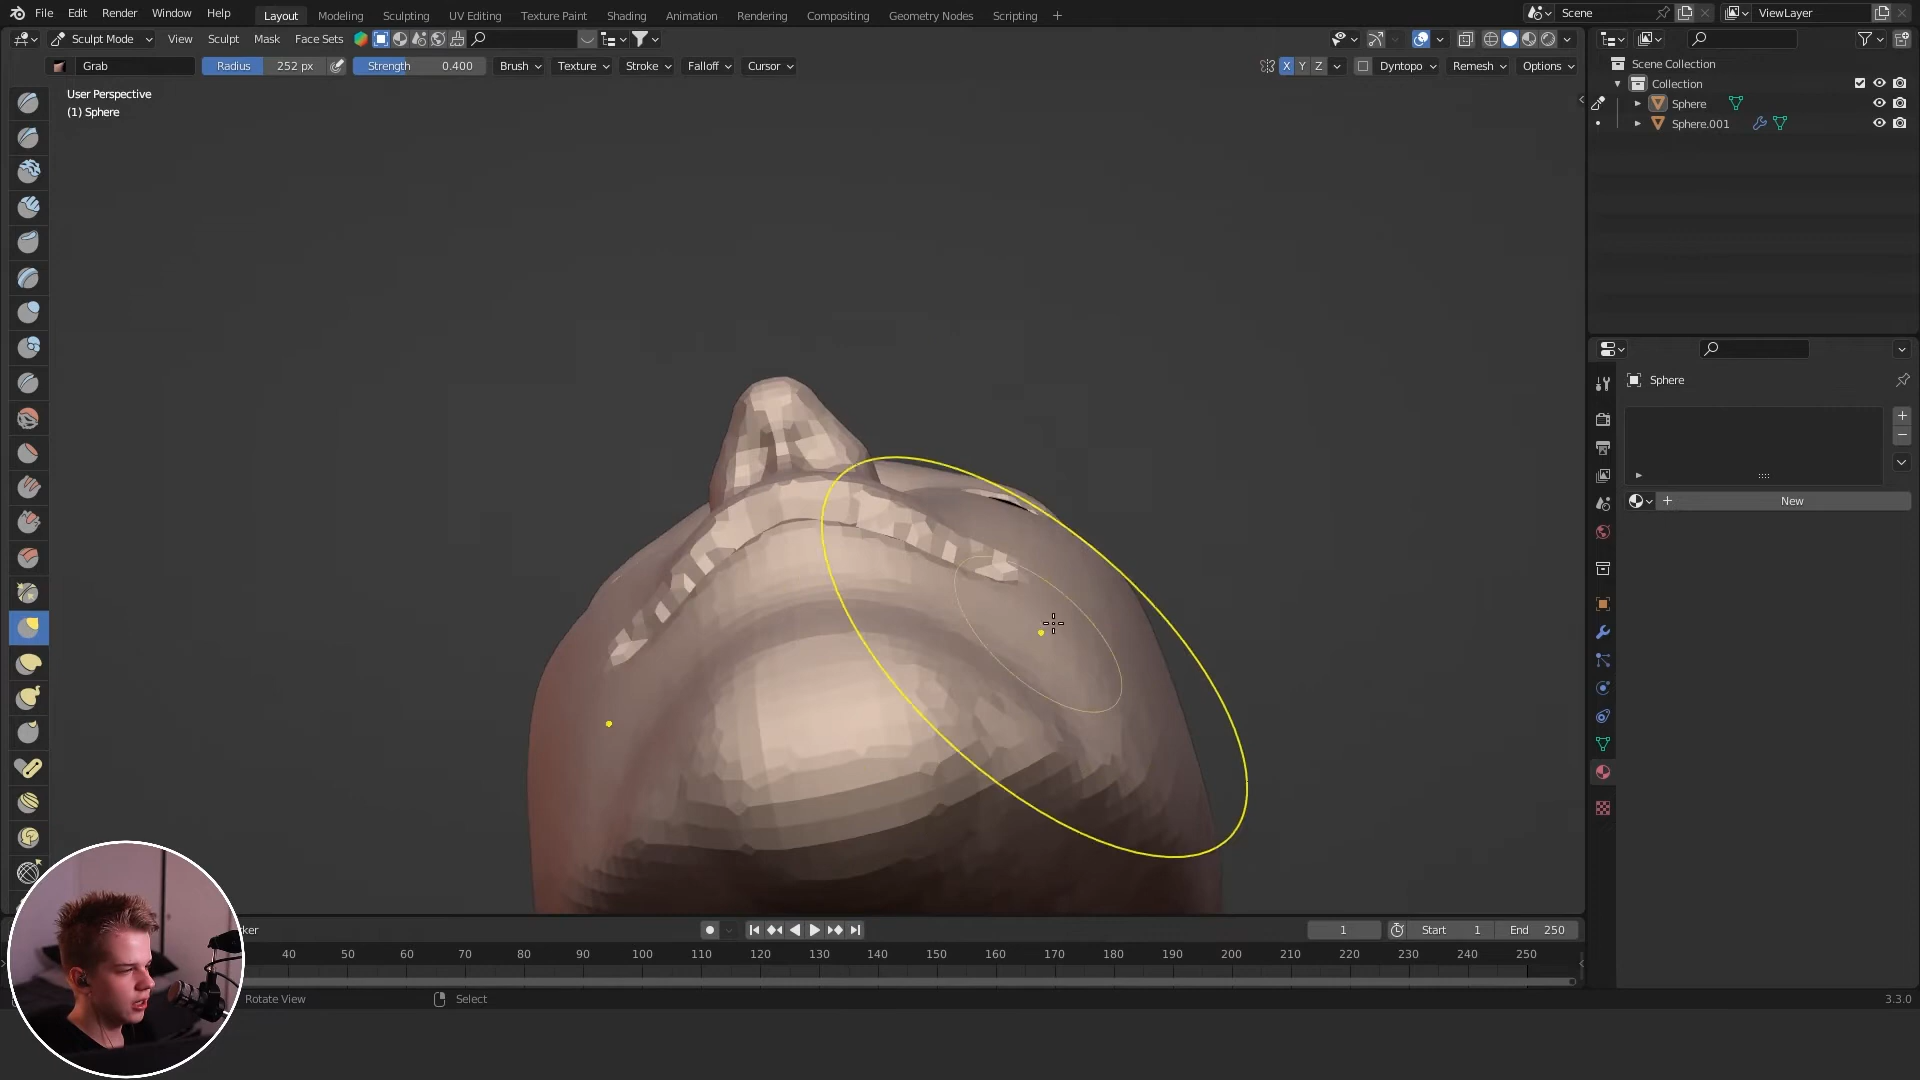 File Edit Render Window Help Layout Modeling Sculpting UV Editing Texture Paint Shading Animation Rendering Compositing Geometry Nodes Scripting + Scene ViewLayer
Sculpt Mode View Sculpt Mask Face Sets
Grab Radius 252 px Strength 0.400 Brush Texture Stroke Falloff Cursor X Y Z Dyntopo Remesh Options
User Perspective
(1) Sphere
Scene Collection
Collection
Sphere
Sphere.001
Sphere
New
ker 1 Start 1 End 250
40 50 60 70 80 90 100 110 120 130 140 150 160 170 180 190 200 210 220 230 240 250
Rotate View Select 3.3.0